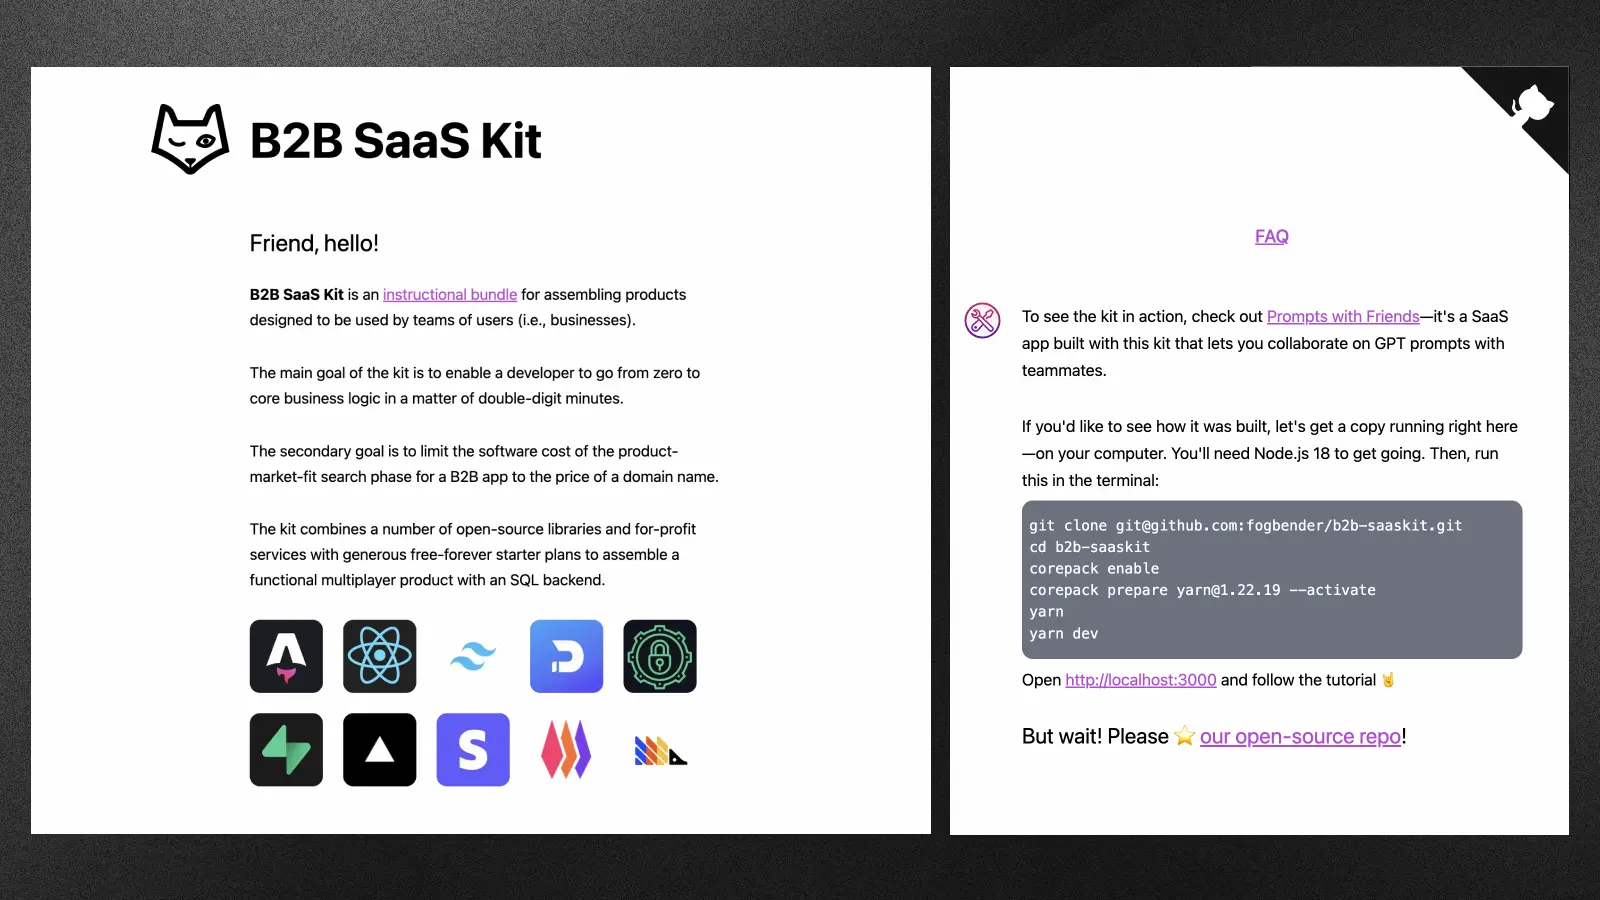 B2B SaaS Kit
Friend, hello!
B2B SaaS Kit is an instructional bundle for assembling products
designed to be used by teams of users (i.e., businesses).
The main goal of the kit is to enable a developer to go from zero to
core business logic in a matter of double-digit minutes.
The secondary goal is to limit the software cost of the product-
market-fit search phase for a B2B app to the price of a domain name.
The kit combines a number of open-source libraries and for-profit
services with generous free-forever starter plans to assemble a
functional multiplayer product with an SQL backend.
FAQ
To see the kit in action, check out Prompts with Friends—it's a SaaS
app built with this kit that lets you collaborate on GPT prompts with
teammates.
If you'd like to see how it was built, let's get a copy running right here
—on your computer. You'll need Node.js 18 to get going. Then, run
this in the terminal:
git clone git@github.com:fogbender/b2b-saaskit.git
cd b2b-saaskit
corepack enable
corepack prepare yarn@1.22.19 --activate
yarn
yarn dev
Open http://localhost:3000 and follow the tutorial 🤘
But wait! Please ⭐ our open-source repo!